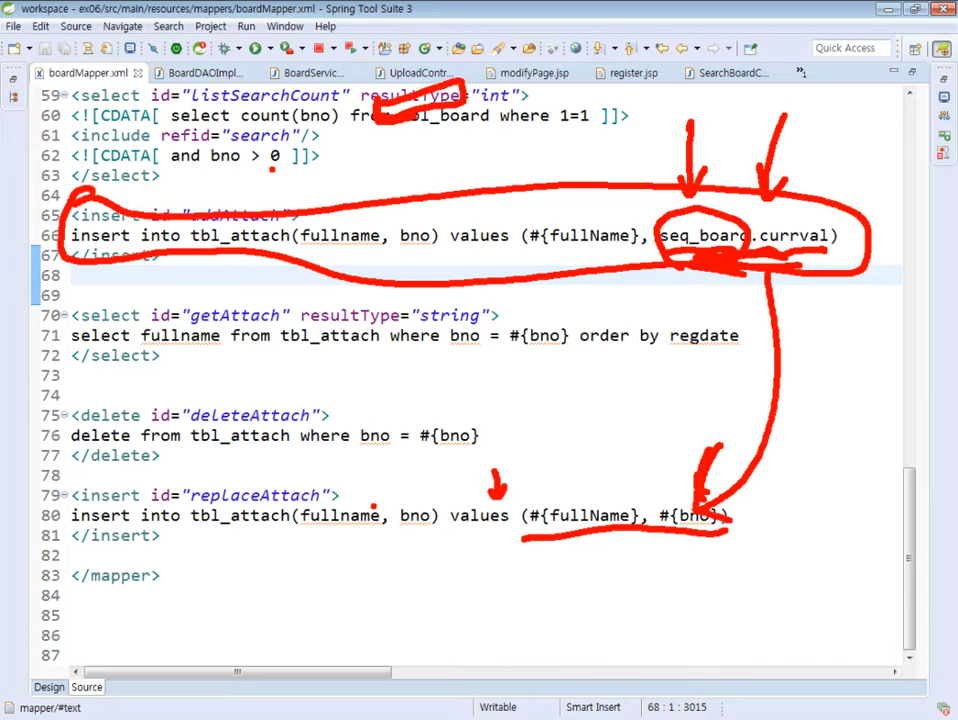 workspace - ex06/src/main/resources/mappers/boardMapper.xml - Spring Tool Suite 3
File Edit Source Navigate Search Project Run Window Help
Quick Access
boardMapper.xml BoardDAOImpl... BoardServic... UploadContr... modifyPage.jsp register.jsp SearchBoardC... »1
59 <select id="listSearchCount" resultType="int">
60 <![CDATA[ select count(bno) from tbl_board where 1=1 ]]>
61 <include refid="search"/>
62 <![CDATA[ and bno > 0 ]]>
63 </select>
64
65 <insert id="addAttach">
66 insert into tbl_attach(fullname, bno) values (#{fullName}, seq_board.currval)
67 </insert>
68
69
70 <select id="getAttach" resultType="string">
71 select fullname from tbl_attach where bno = #{bno} order by regdate
72 </select>
73
74
75 <delete id="deleteAttach">
76 delete from tbl_attach where bno = #{bno}
77 </delete>
78
79 <insert id="replaceAttach">
80 insert into tbl_attach(fullname, bno) values (#{fullName}, #{bno})
81 </insert>
82
83 </mapper>
84
85
86
87
Design Source
mapper/#text Writable Smart Insert 68 : 1 : 3015